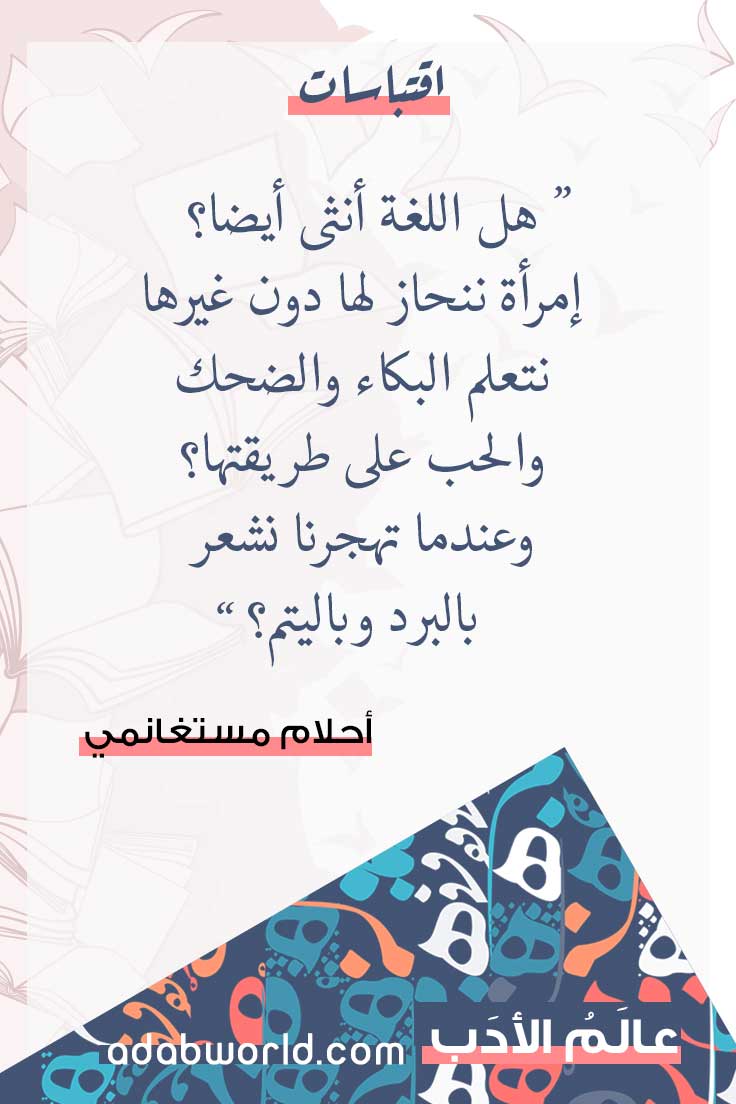 اقتباسات
” هل اللغة أنثى أيضا؟
إمرأة ننحاز لها دون غيرها
نتعلم البكاء والضحك
والحب على طريقتها؟
وعندما تهجرنا نشعر
بالبرد وباليتم؟ “
أحلام مستغانمي
عالَمُ الأدَب
adabworld.com